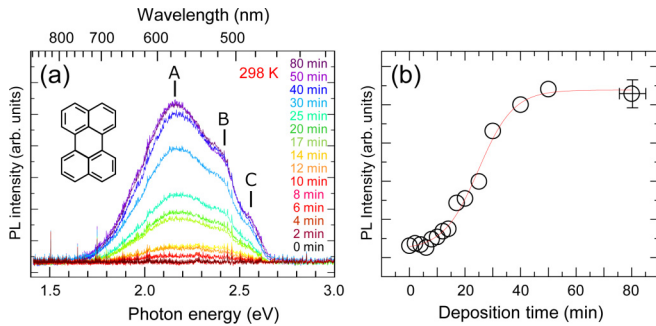 Wavelength (nm)
800 700 600 500 400
(a)
A
298 K
B
C
80 min
50 min
40 min
30 min
25 min
20 min
17 min
14 min
12 min
10 min
8 min
6 min
4 min
2 min
0 min
PL intensity (arb. units)
1.5 2.0 2.5 3.0
Photon energy (eV)
(b)
PL Intensity (arb. units)
0 20 40 60 80
Deposition time (min)